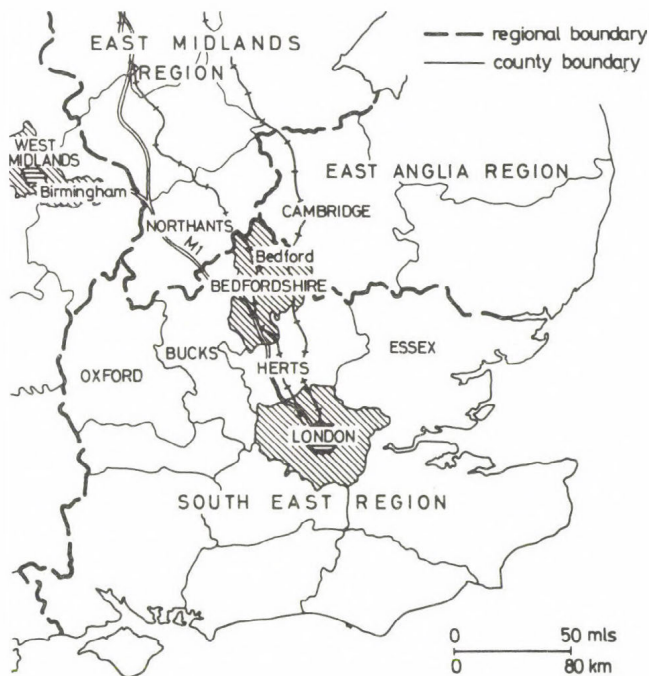 EAST MIDLANDS
REGION
regional boundary
county boundary
WEST
MIDLANDS
Birmingham
EAST ANGLIA REGION
CAMBRIDGE
NORTHANTS
M1
Bedford
BEDFORDSHIRE
BUCKS
ESSEX
OXFORD
HERTS
LONDON
SOUTH EAST REGION
0 50 mls
0 80 km